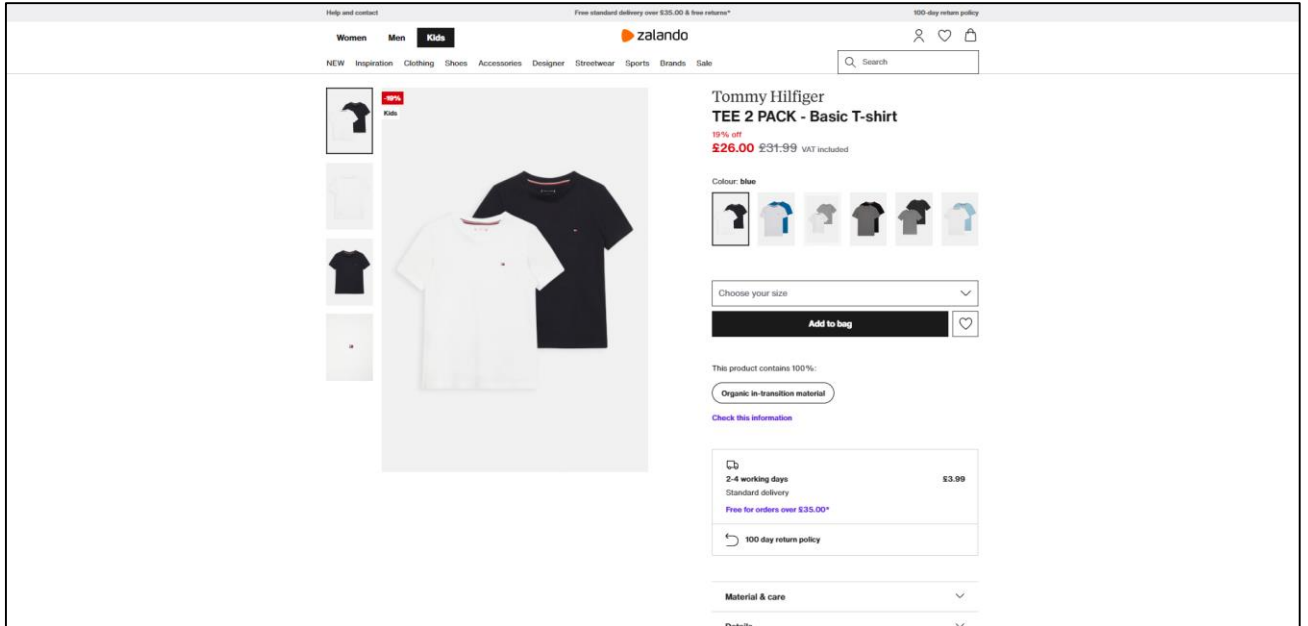 Help and contact
Free standard delivery over £35.00 & free returns*
100-day return policy
Women Men Kids
zalando
NEW Inspiration Clothing Shoes Accessories Designer Streetwear Sports Brands Sale
Search
-19%
Kids
Tommy Hilfiger
TEE 2 PACK - Basic T-shirt
19% off
£26.00 £31.99 VAT included
Colour: blue
Choose your size
Add to bag
This product contains 100%:
Organic in-transition material
Check this information
2-4 working days £3.99
Standard delivery
Free for orders over £35.00*
100 day return policy
Material & care
Details